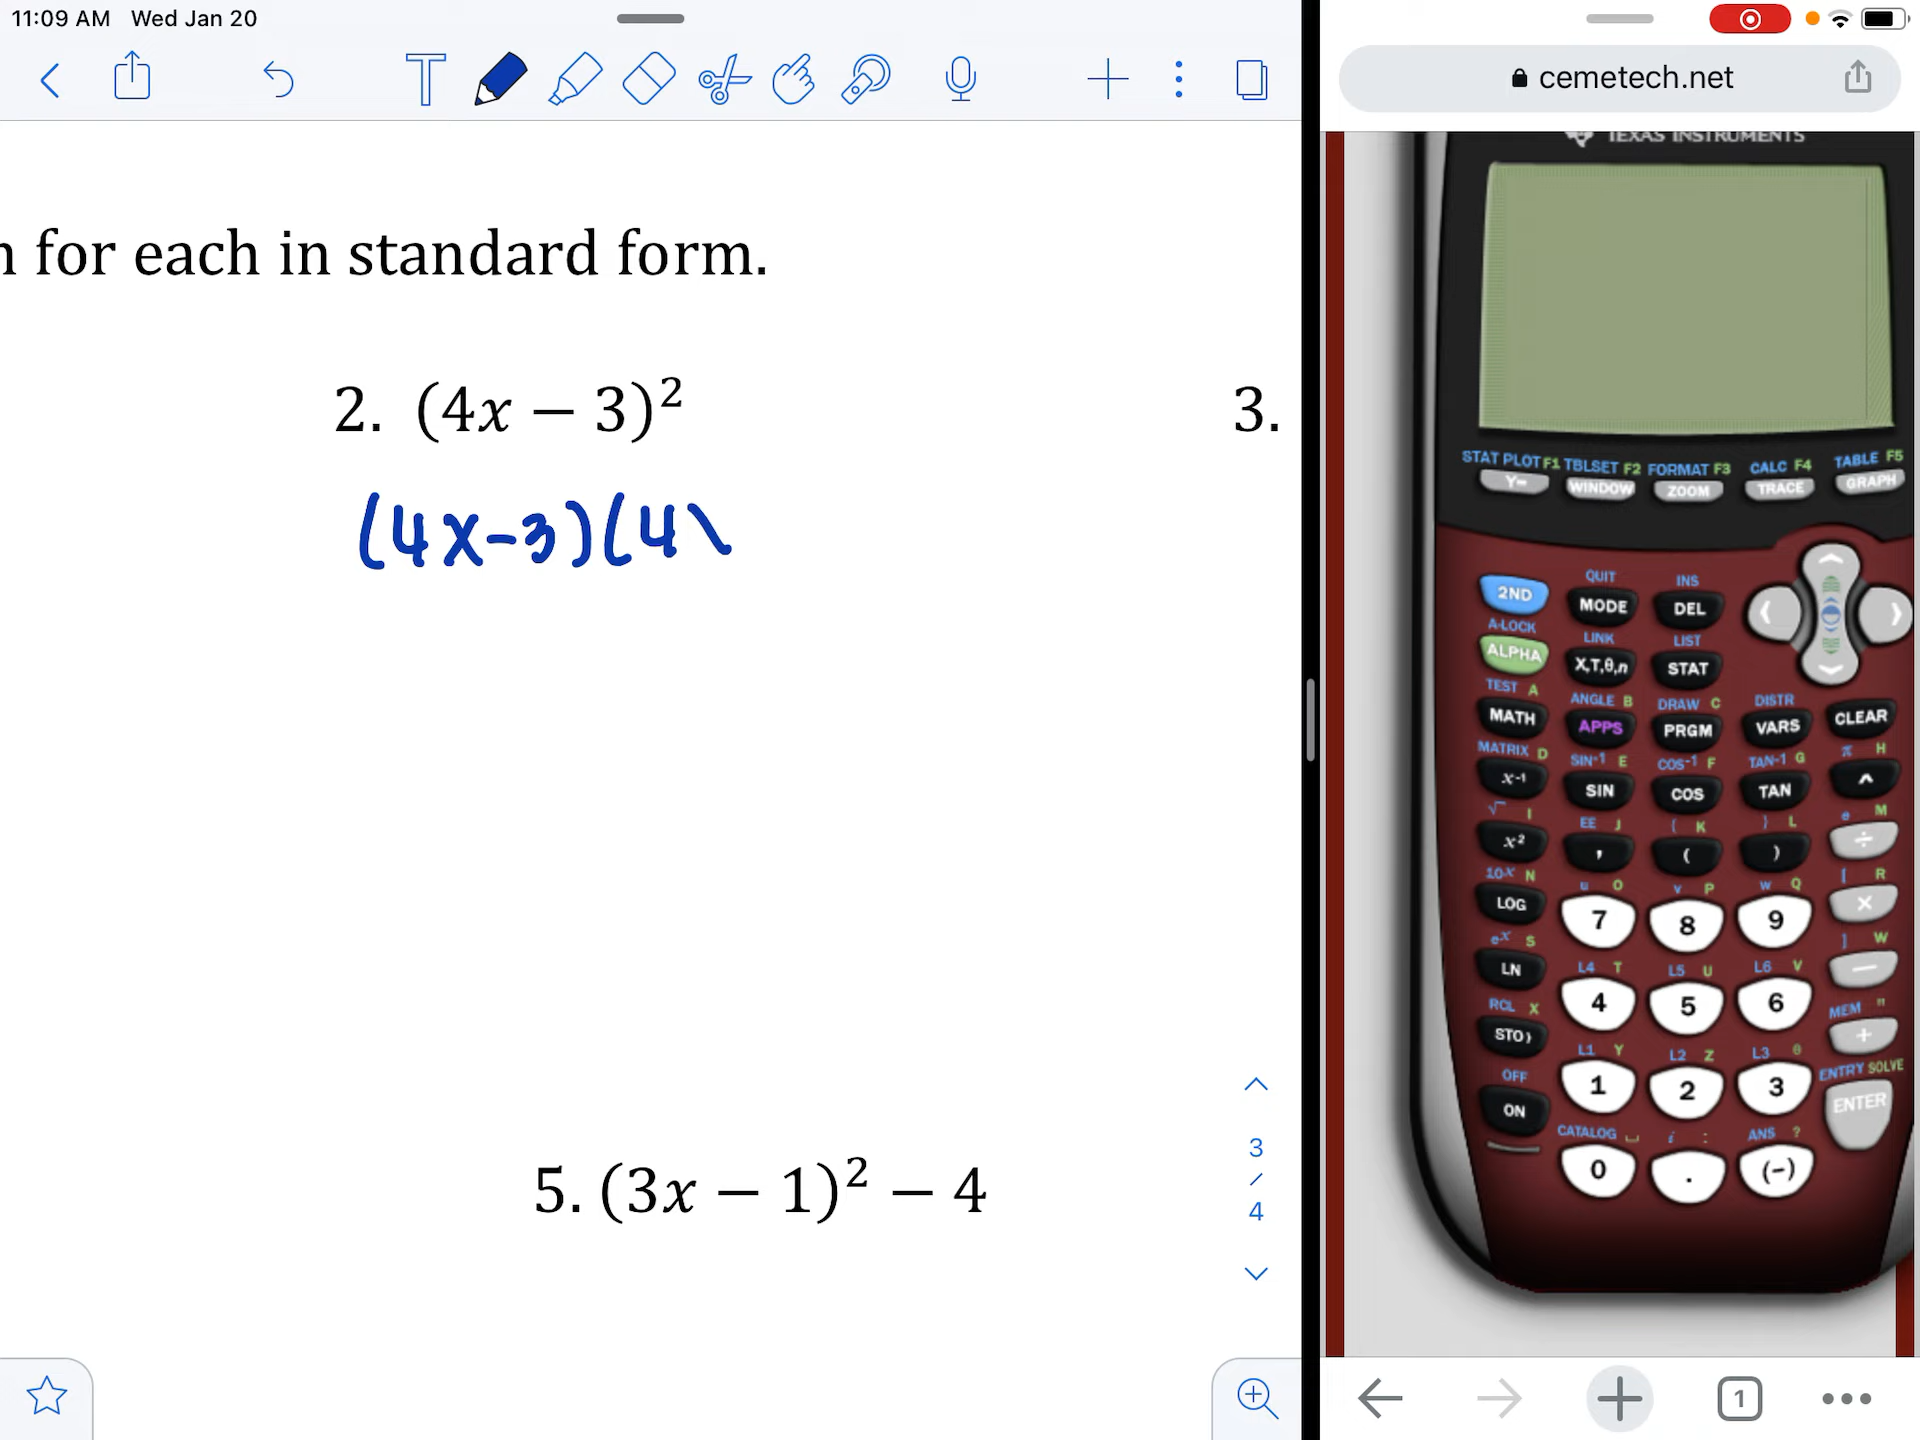 11:09 AM Wed Jan 20
for each in standard form.
2. (4x − 3)²
3.
(4x-3)(4
5. (3x − 1)² − 4
3
/
4
cemetech.net
TEXAS INSTRUMENTS
STAT PLOT F1 TBLSET F2 FORMAT F3 CALC F4 TABLE F5
Y= WINDOW ZOOM TRACE GRAPH
QUIT INS
2ND MODE DEL
A-LOCK LINK LIST
ALPHA X,T,θ,n STAT
TEST A ANGLE B DRAW C DISTR
MATH APPS PRGM VARS CLEAR
MATRIX D SIN-1 E COS-1 F TAN-1 G π H
x-1 SIN COS TAN ^
√ I EE J { K } L e M
x² , ( ) ÷
10x N u O v P w Q [ R
LOG 7 8 9 ×
ex S L4 T L5 U L6 V ] W
LN 4 5 6 −
RCL X L1 Y L2 Z L3 θ MEM "
STO⟩ 1 2 3 +
OFF CATALOG i : ANS ? ENTRY SOLVE
ON 0 . (−) ENTER
1